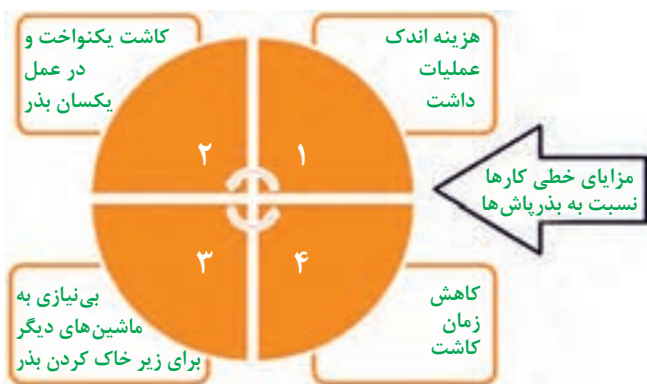 مزایای خطی کارها
نسبت به بذرپاش‌ها
هزینه اندک
عملیات
داشت
۱
کاشت یکنواخت و
در عمل
یکسان بذر
۲
بی‌نیازی به
ماشین‌های دیگر
برای زیر خاک کردن بذر
۳
کاهش
زمان
کاشت
۴